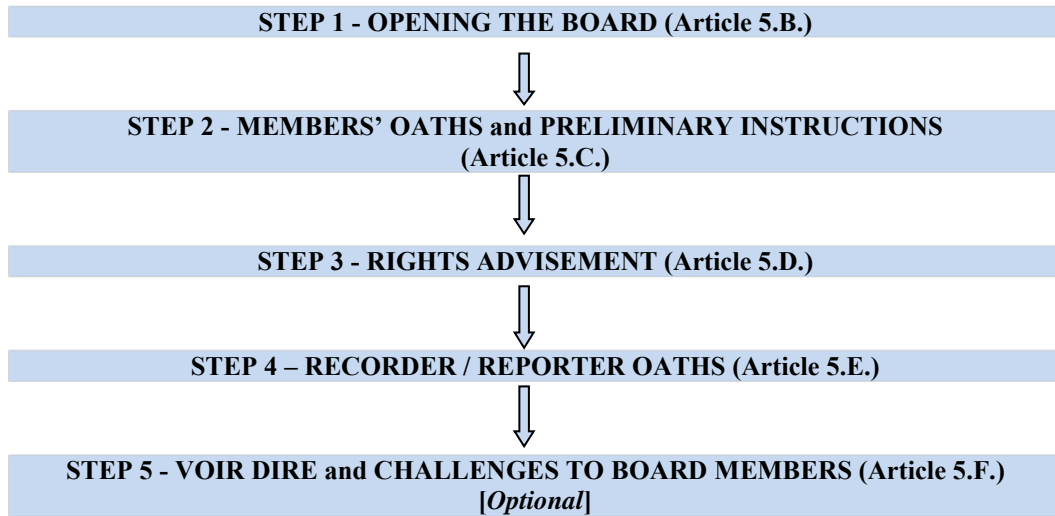 STEP 1 - OPENING THE BOARD (Article 5.B.)
STEP 2 - MEMBERS’ OATHS and PRELIMINARY INSTRUCTIONS
(Article 5.C.)
STEP 3 - RIGHTS ADVISEMENT (Article 5.D.)
STEP 4 – RECORDER / REPORTER OATHS (Article 5.E.)
STEP 5 - VOIR DIRE and CHALLENGES TO BOARD MEMBERS (Article 5.F.)
[Optional]